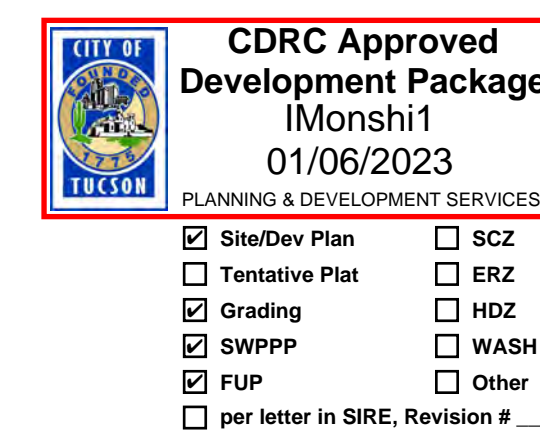 CITY OF
FOUNDED
1775
TUCSON
CDRC Approved
Development Package
IMonshi1
01/06/2023
PLANNING & DEVELOPMENT SERVICES
✔ Site/Dev Plan ☐ SCZ
☐ Tentative Plat ☐ ERZ
✔ Grading ☐ HDZ
✔ SWPPP ☐ WASH
✔ FUP ☐ Other
☐ per letter in SIRE, Revision # __